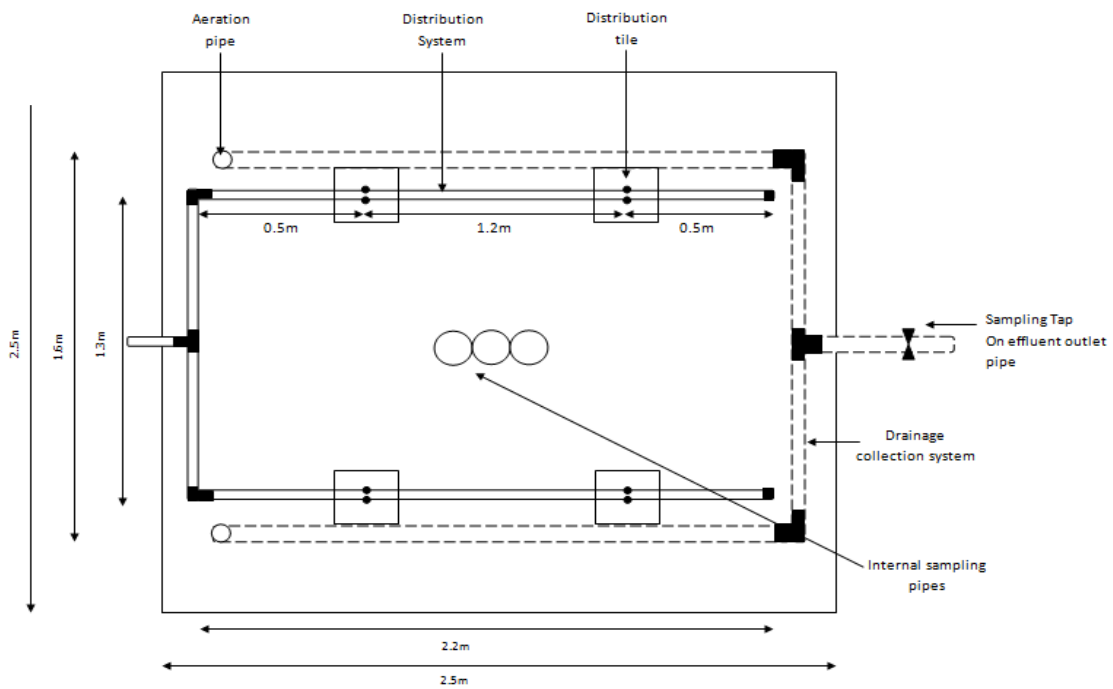 Aeration
pipe
Distribution
System
Distribution
tile
0.5m
1.2m
0.5m
2.5m
1.6m
1.3m
Sampling Tap
On effluent outlet
pipe
Drainage
collection system
Internal sampling
pipes
2.2m
2.5m